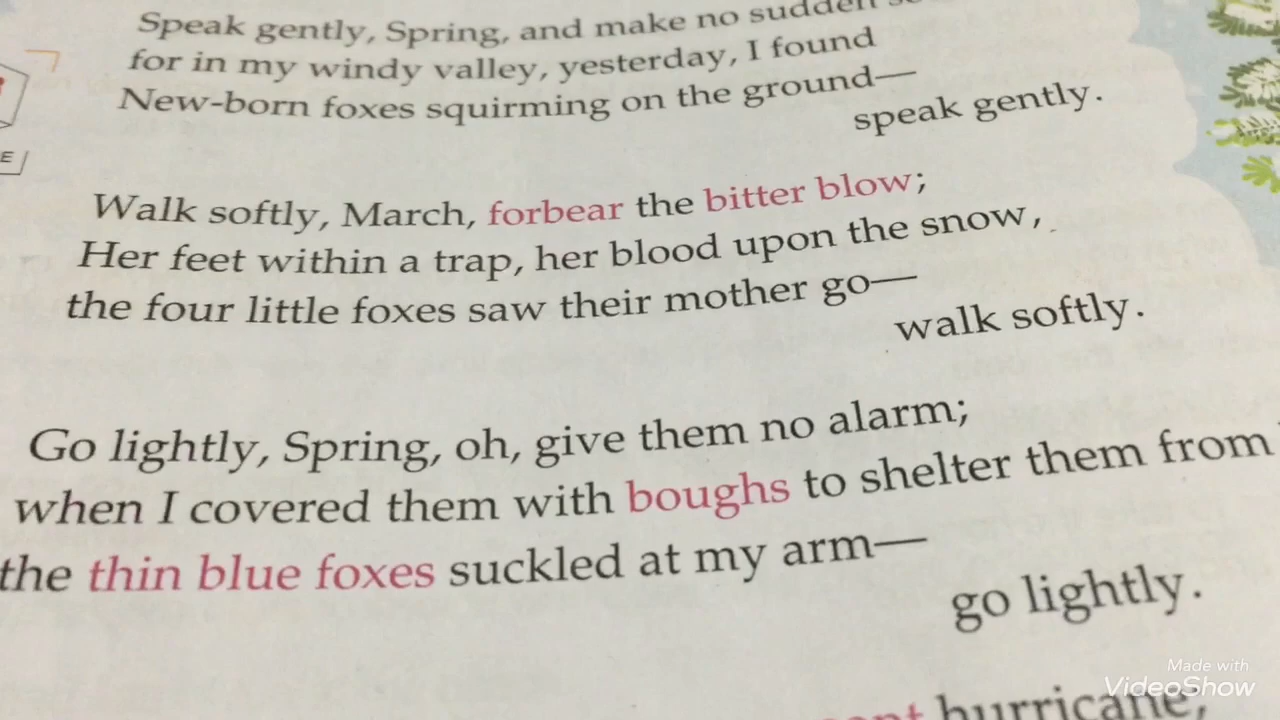 Speak gently, Spring, and make no sudden
for in my windy valley, yesterday, I found
New-born foxes squirming on the ground—
speak gently.
Walk softly, March, forbear the bitter blow;
Her feet within a trap, her blood upon the snow,
the four little foxes saw their mother go—
walk softly.
Go lightly, Spring, oh, give them no alarm;
when I covered them with boughs to shelter them from
the thin blue foxes suckled at my arm—
go lightly.
hurricane;
Made with
VideoShow
E